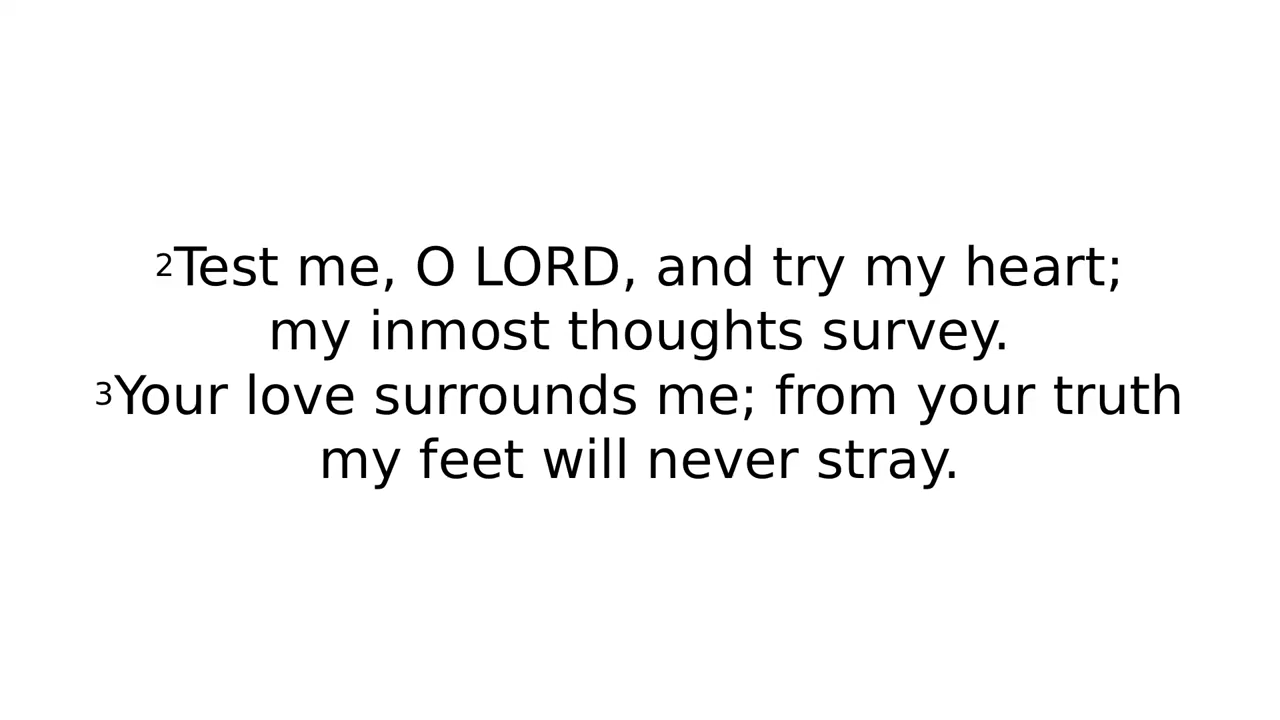 ²Test me, O LORD, and try my heart;
my inmost thoughts survey.
³Your love surrounds me; from your truth
my feet will never stray.